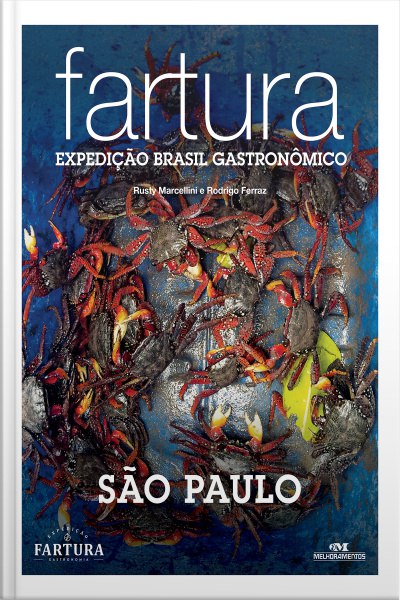 fartura
EXPEDIÇÃO BRASIL GASTRONÔMICO
Rusty Marcellini e Rodrigo Ferraz
SÃO PAULO
EXPEDIÇÃO
FARTURA
GASTRONOMIA
MELHORAMENTOS